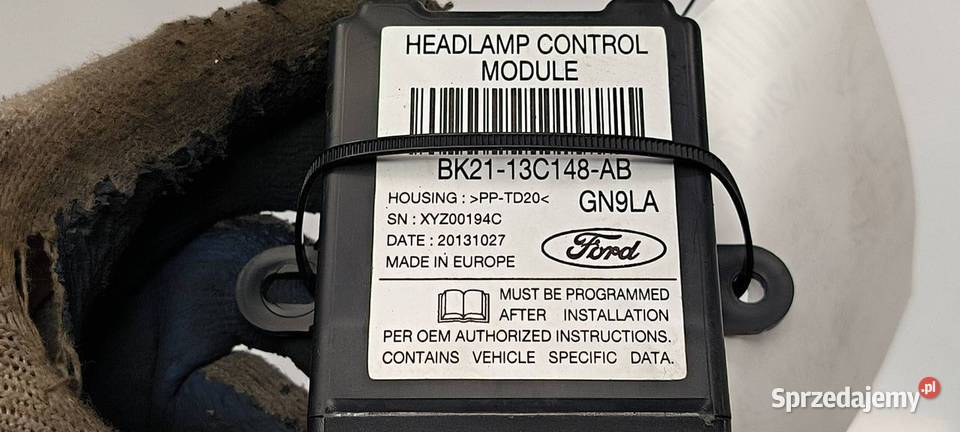 HEADLAMP CONTROL
MODULE
BK21-13C148-AB
HOUSING : >PP-TD20<
GN9LA
SN : XYZ00194C
DATE : 20131027
Ford
MADE IN EUROPE
MUST BE PROGRAMMED
AFTER INSTALLATION
PER OEM AUTHORIZED INSTRUCTIONS.
CONTAINS VEHICLE SPECIFIC DATA.
Sprzedajemy.pl